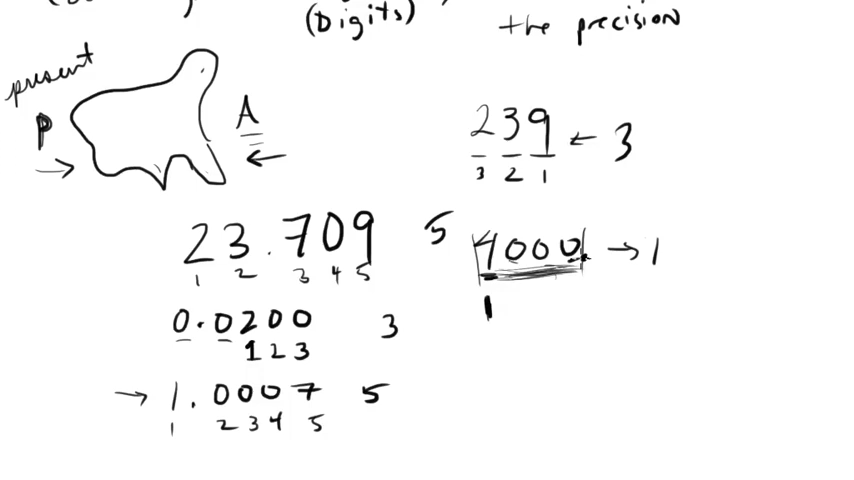 (Digits)
the precision
present
P
A
239 ← 3
3 2 1
23.709 5
1 2 3 4 5
4000. → 1
1
0.0200 3
1 2 3
→ 1.0007 5
1 2 3 4 5